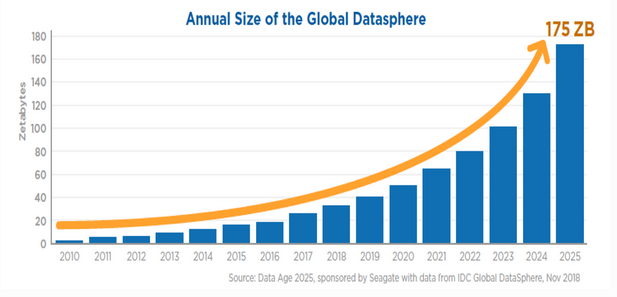 Annual Size of the Global Datasphere
175 ZB
180
160
140
120
100
80
60
40
20
0
Zetabytes
2010 2011 2012 2013 2014 2015 2016 2017 2018 2019 2020 2021 2022 2023 2024 2025
Source: Data Age 2025, sponsored by Seagate with data from IDC Global DataSphere, Nov 2018